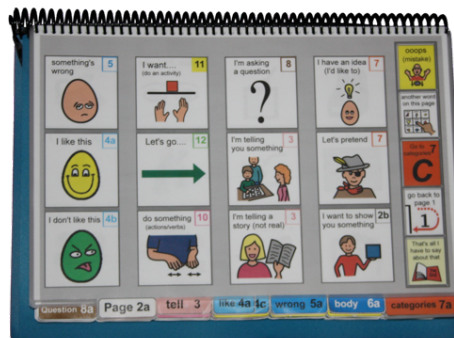 something's
wrong
5
I want....
(do an activity)
11
I'm asking
a question
8
I have an idea
(I'd like to)
7
ooops
(mistake)
I like this
4a
Let's go....
12
I'm telling
you something
3
Let's pretend
7
another word
on this page
Go to
categories
7
C
I don't like this
4b
do something
(actions/verbs)
10
I'm telling a
story (not real)
3
I want to show
you something
2b
go back to
page 1
1
That's all I
have to say
about that
Question 8a
Page 2a
tell 3
like 4a 4c
wrong 5a
body 6a
categories 7a